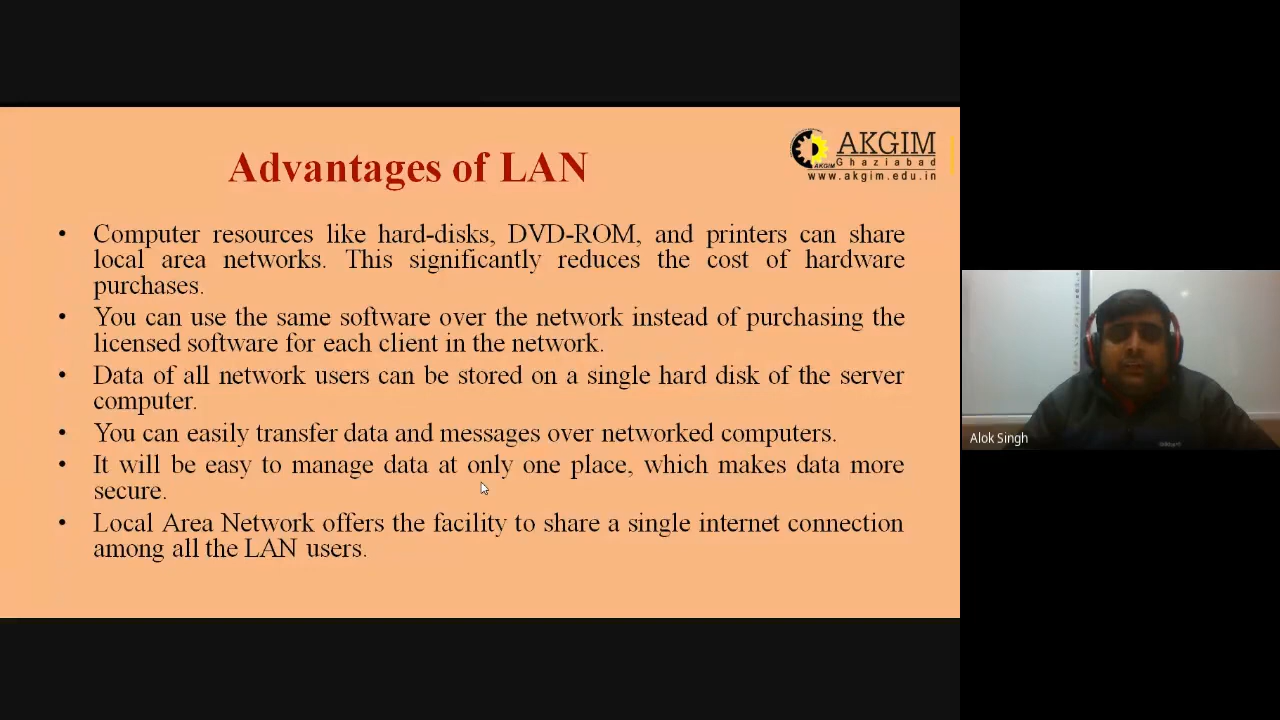 Advantages of LAN
AKGIM
Ghaziabad
AKGIM
www.akgim.edu.in
• Computer resources like hard-disks, DVD-ROM, and printers can share
local area networks. This significantly reduces the cost of hardware
purchases.
• You can use the same software over the network instead of purchasing the
licensed software for each client in the network.
• Data of all network users can be stored on a single hard disk of the server
computer.
• You can easily transfer data and messages over networked computers.
• It will be easy to manage data at only one place, which makes data more
secure.
• Local Area Network offers the facility to share a single internet connection
among all the LAN users.
Alok Singh